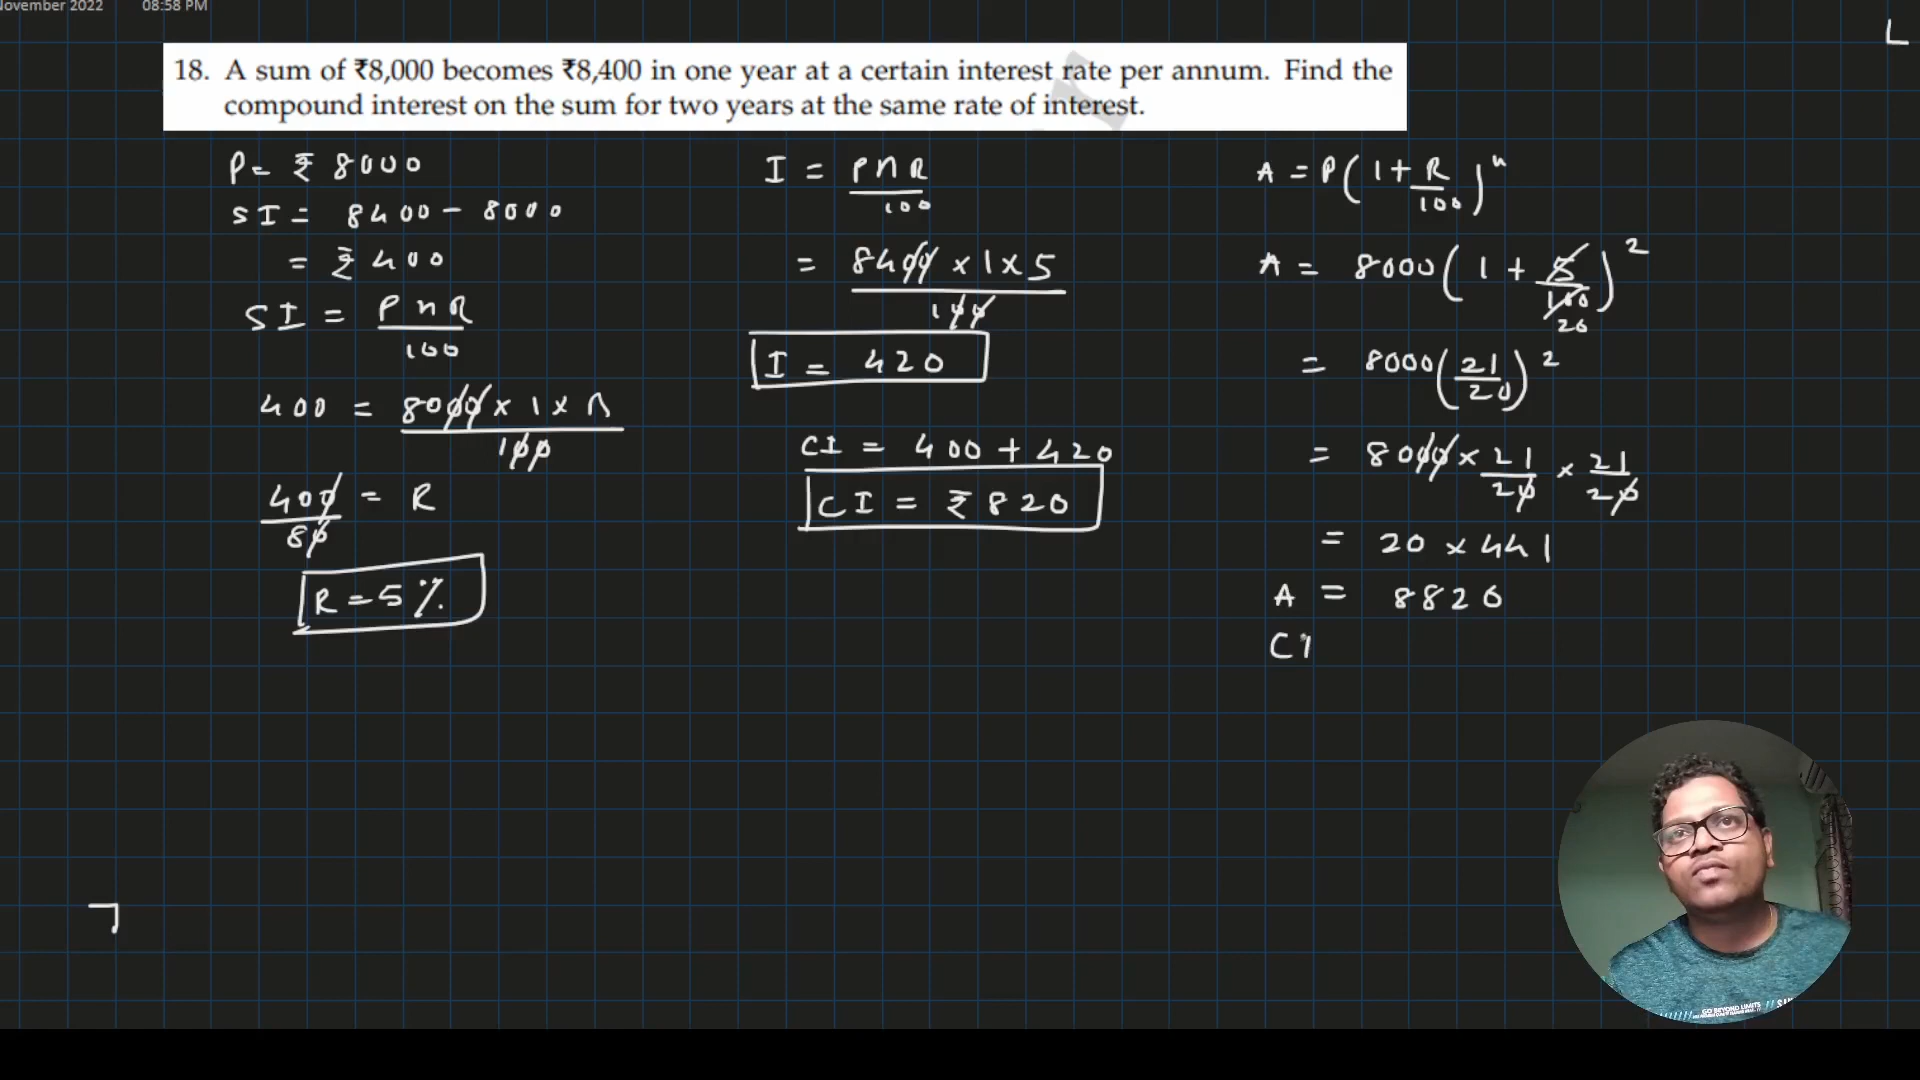 November 2022 08:58 PM
18. A sum of ₹8,000 becomes ₹8,400 in one year at a certain interest rate per annum. Find the
compound interest on the sum for two years at the same rate of interest.
P = ₹ 8000
SI = 8400 - 8000
= ₹ 400
SI = PnR/100
400 = 8000 × 1 × R/100
400/80 = R
R = 5 %
I = PnR/100
= 8400 × 1 × 5/100
I = 420
CI = 400 + 420
CI = ₹ 820
A = P(1 + R/100)^n
A = 8000(1 + 5/100)^2
20
= 8000(21/20)^2
= 8000 × 21/20 × 21/20
= 20 × 441
A = 8820
CI
GO BEYOND LIMITS